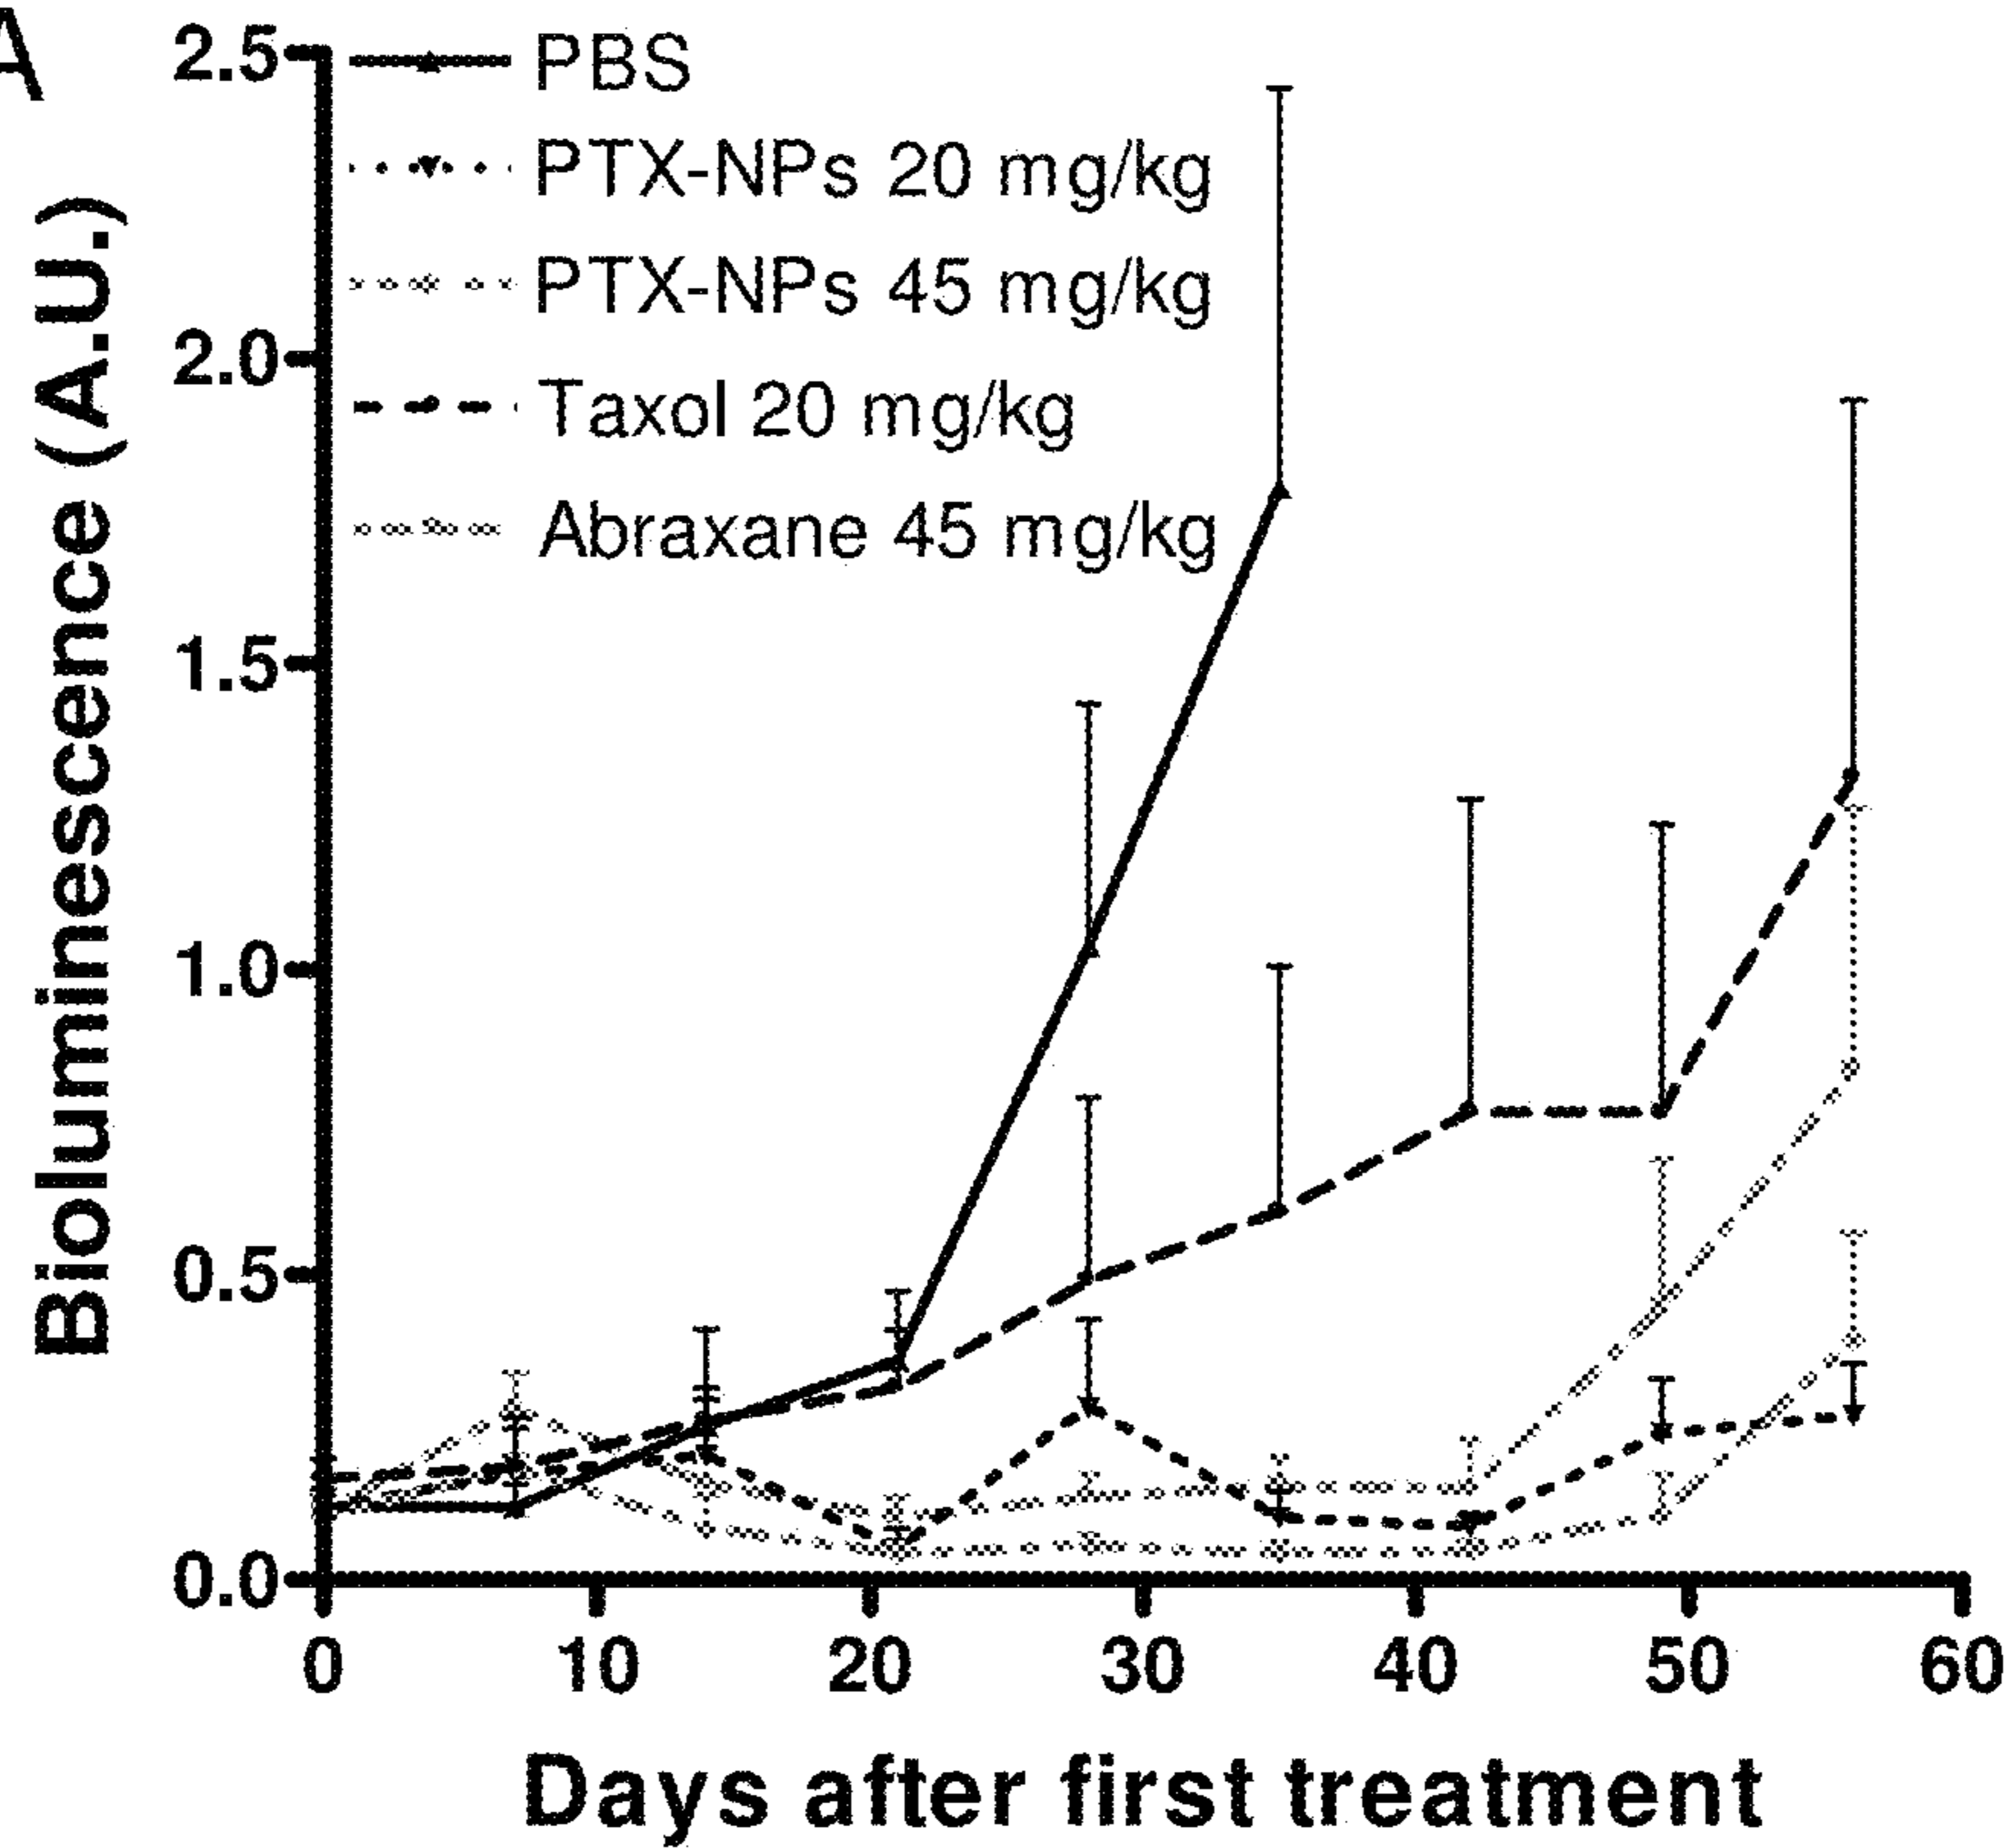 A
2.5
2.0
1.5
1.0
0.5
0.0
Bioluminescence (A.U.)
PBS
PTX-NPs 20 mg/kg
PTX-NPs 45 mg/kg
Taxol 20 mg/kg
Abraxane 45 mg/kg
0 10 20 30 40 50 60
Days after first treatment